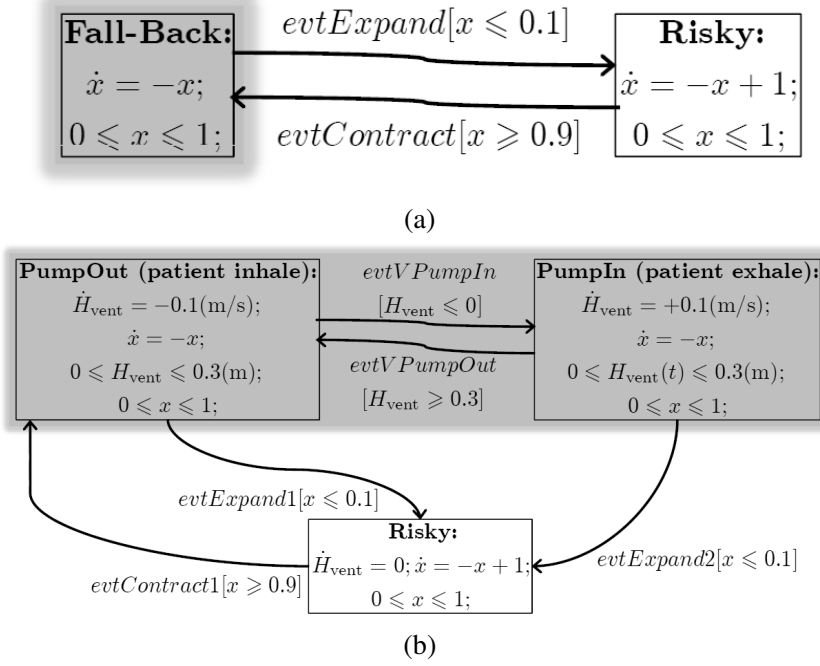 Fall-Back:
ẋ = −x;
0 ⩽ x ⩽ 1;
evtExpand[x ⩽ 0.1]
evtContract[x ⩾ 0.9]
Risky:
ẋ = −x + 1;
0 ⩽ x ⩽ 1;
(a)
PumpOut (patient inhale):
Ḣvent = −0.1(m/s);
ẋ = −x;
0 ⩽ Hvent ⩽ 0.3(m);
0 ⩽ x ⩽ 1;
evtVPumpIn
[Hvent ⩽ 0]
evtVPumpOut
[Hvent ⩾ 0.3]
PumpIn (patient exhale):
Ḣvent = +0.1(m/s);
ẋ = −x;
0 ⩽ Hvent(t) ⩽ 0.3(m);
0 ⩽ x ⩽ 1;
evtExpand1[x ⩽ 0.1]
evtContract1[x ⩾ 0.9]
Risky:
Ḣvent = 0; ẋ = −x + 1;
0 ⩽ x ⩽ 1;
evtExpand2[x ⩽ 0.1]
(b)